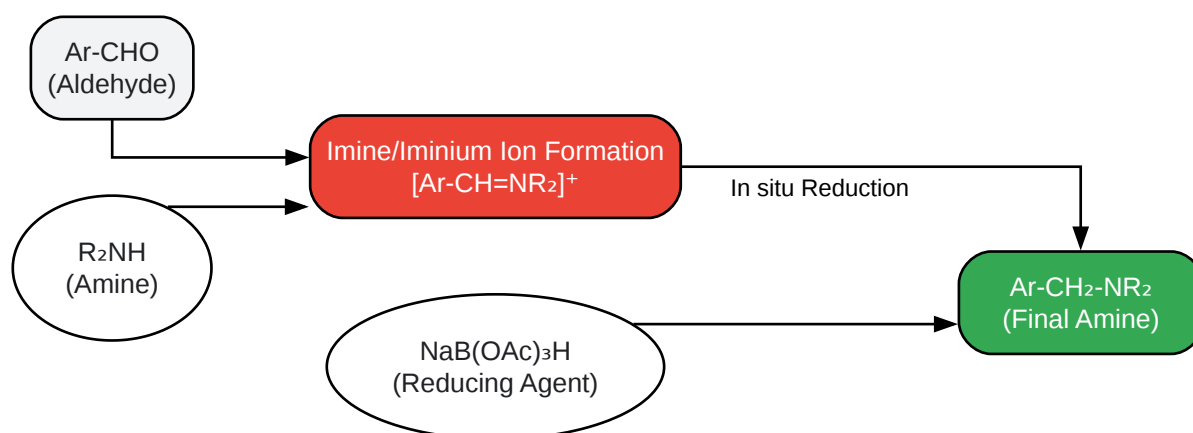 Ar-CHO
(Aldehyde)
Imine/Iminium Ion Formation
[Ar-CH=NR₂]⁺
In situ Reduction
R₂NH
(Amine)
Ar-CH₂-NR₂
(Final Amine)
NaB(OAc)₃H
(Reducing Agent)